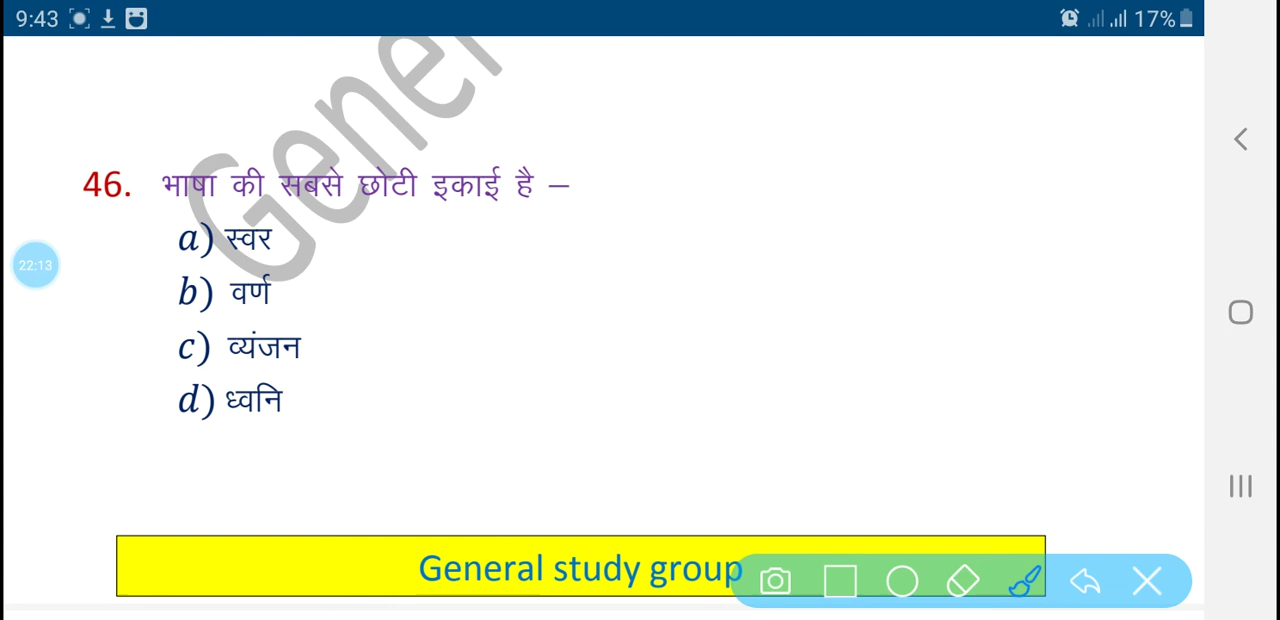 9:43 17%
Gener
46. भाषा की सबसे छोटी इकाई है –
a) स्वर
22:13
b) वर्ण
c) व्यंजन
d) ध्वनि
General study group